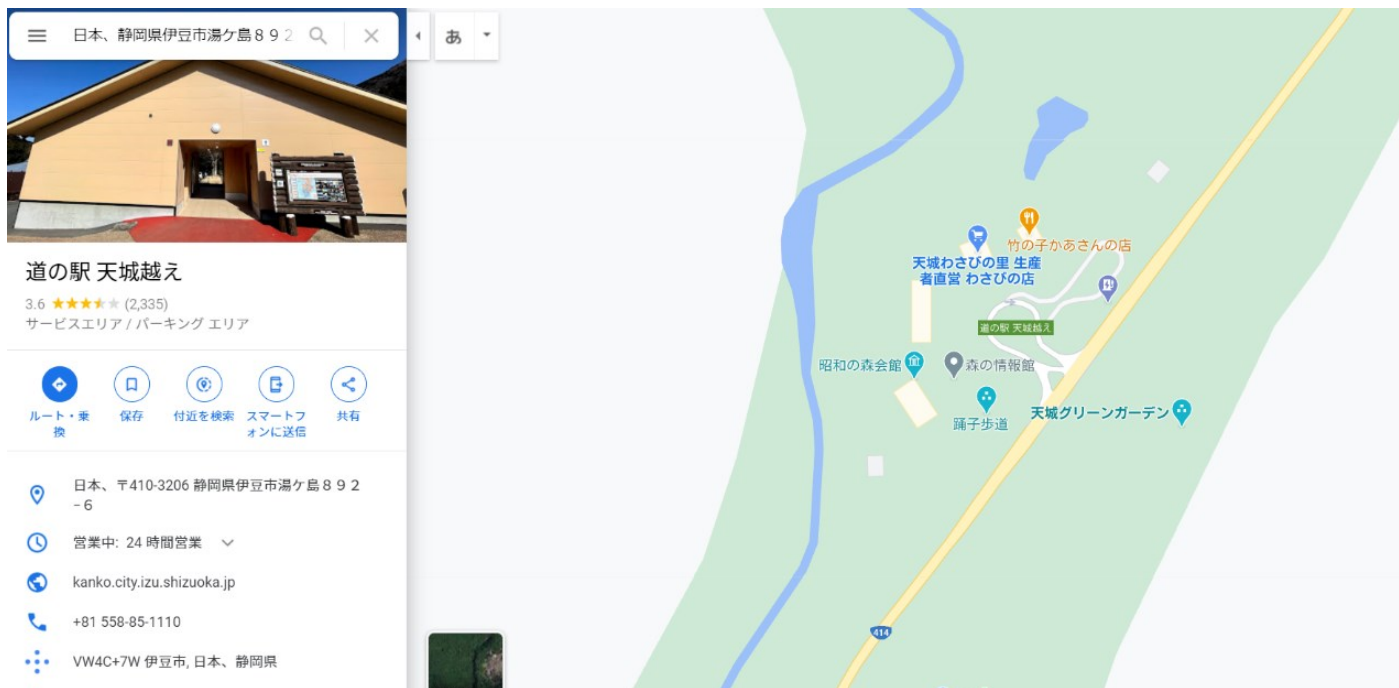 日本、静岡県伊豆市湯ケ島８９２
あ
道の駅 天城越え
3.6 (2,335)
サービスエリア / パーキング エリア
ルート・乗
換
保存
付近を検索
スマートフ
ォンに送信
共有
日本、〒410-3206 静岡県伊豆市湯ケ島８９２
−６
営業中: 24 時間営業
kanko.city.izu.shizuoka.jp
+81 558-85-1110
VW4C+7W 伊豆市, 日本、静岡県
竹の子かあさんの店
天城わさびの里 生産
者直営 わさびの店
道の駅 天城越え
昭和の森会館
森の情報館
踊子歩道
天城グリーンガーデン
414